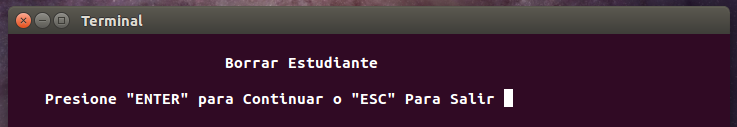 Terminal
Borrar Estudiante
Presione "ENTER" para Continuar o "ESC" Para Salir